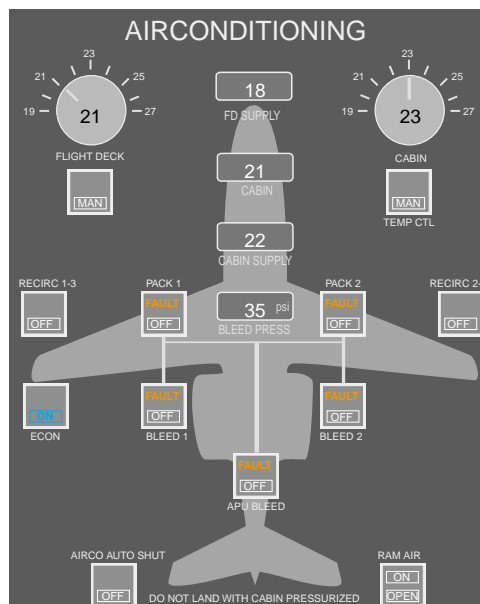 AIRCONDITIONING
23
21
25
19
27
21
FLIGHT DECK
MAN
18
FD SUPPLY
23
21
25
19
27
23
CABIN
MAN
TEMP CTL
21
CABIN
22
CABIN SUPPLY
RECIRC 1-3
OFF
PACK 1
FAULT
OFF
35 psi
BLEED PRESS
PACK 2
FAULT
OFF
RECIRC 2-
OFF
ON
ECON
FAULT
OFF
BLEED 1
FAULT
OFF
BLEED 2
FAULT
OFF
APU BLEED
AIRCO AUTO SHUT
OFF
DO NOT LAND WITH CABIN PRESSURIZED
RAM AIR
ON
OPEN